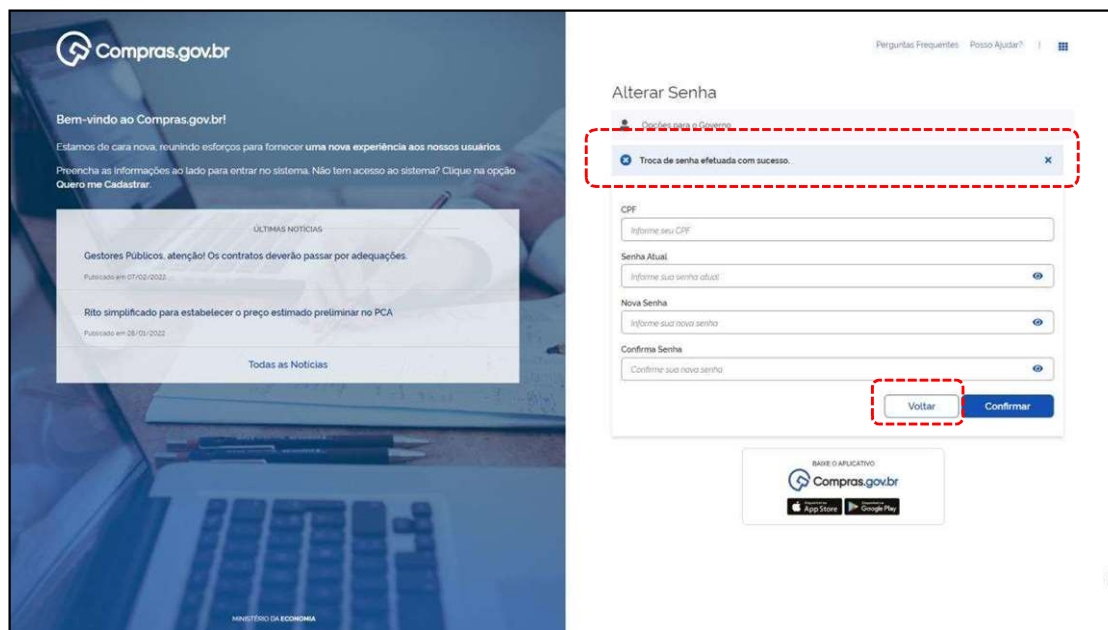 Compras.gov.br
Bem-vindo ao Compras.gov.br!
Estamos de cara nova, reunindo esforços para fornecer uma nova experiência aos nossos usuários.
Preencha as informações ao lado para entrar no sistema. Não tem acesso ao sistema? Clique na opção
Quero me Cadastrar.
ÚLTIMAS NOTÍCIAS
Gestores Públicos, atenção! Os contratos deverão passar por adequações.
Publicado em 07/02/2022
Rito simplificado para estabelecer o preço estimado preliminar no PCA
Publicado em 28/01/2022
Todas as Notícias
MINISTÉRIO DA ECONOMIA
Perguntas Frequentes Posso Ajudar?
Alterar Senha
Opções para o Governo
Troca de senha efetuada com sucesso.
CPF
Informe seu CPF
Senha Atual
Informe sua senha atual
Nova Senha
Informe sua nova senha
Confirma Senha
Confirme sua nova senha
Voltar Confirmar
BAIXE O APLICATIVO
Compras.gov.br
App Store Google Play